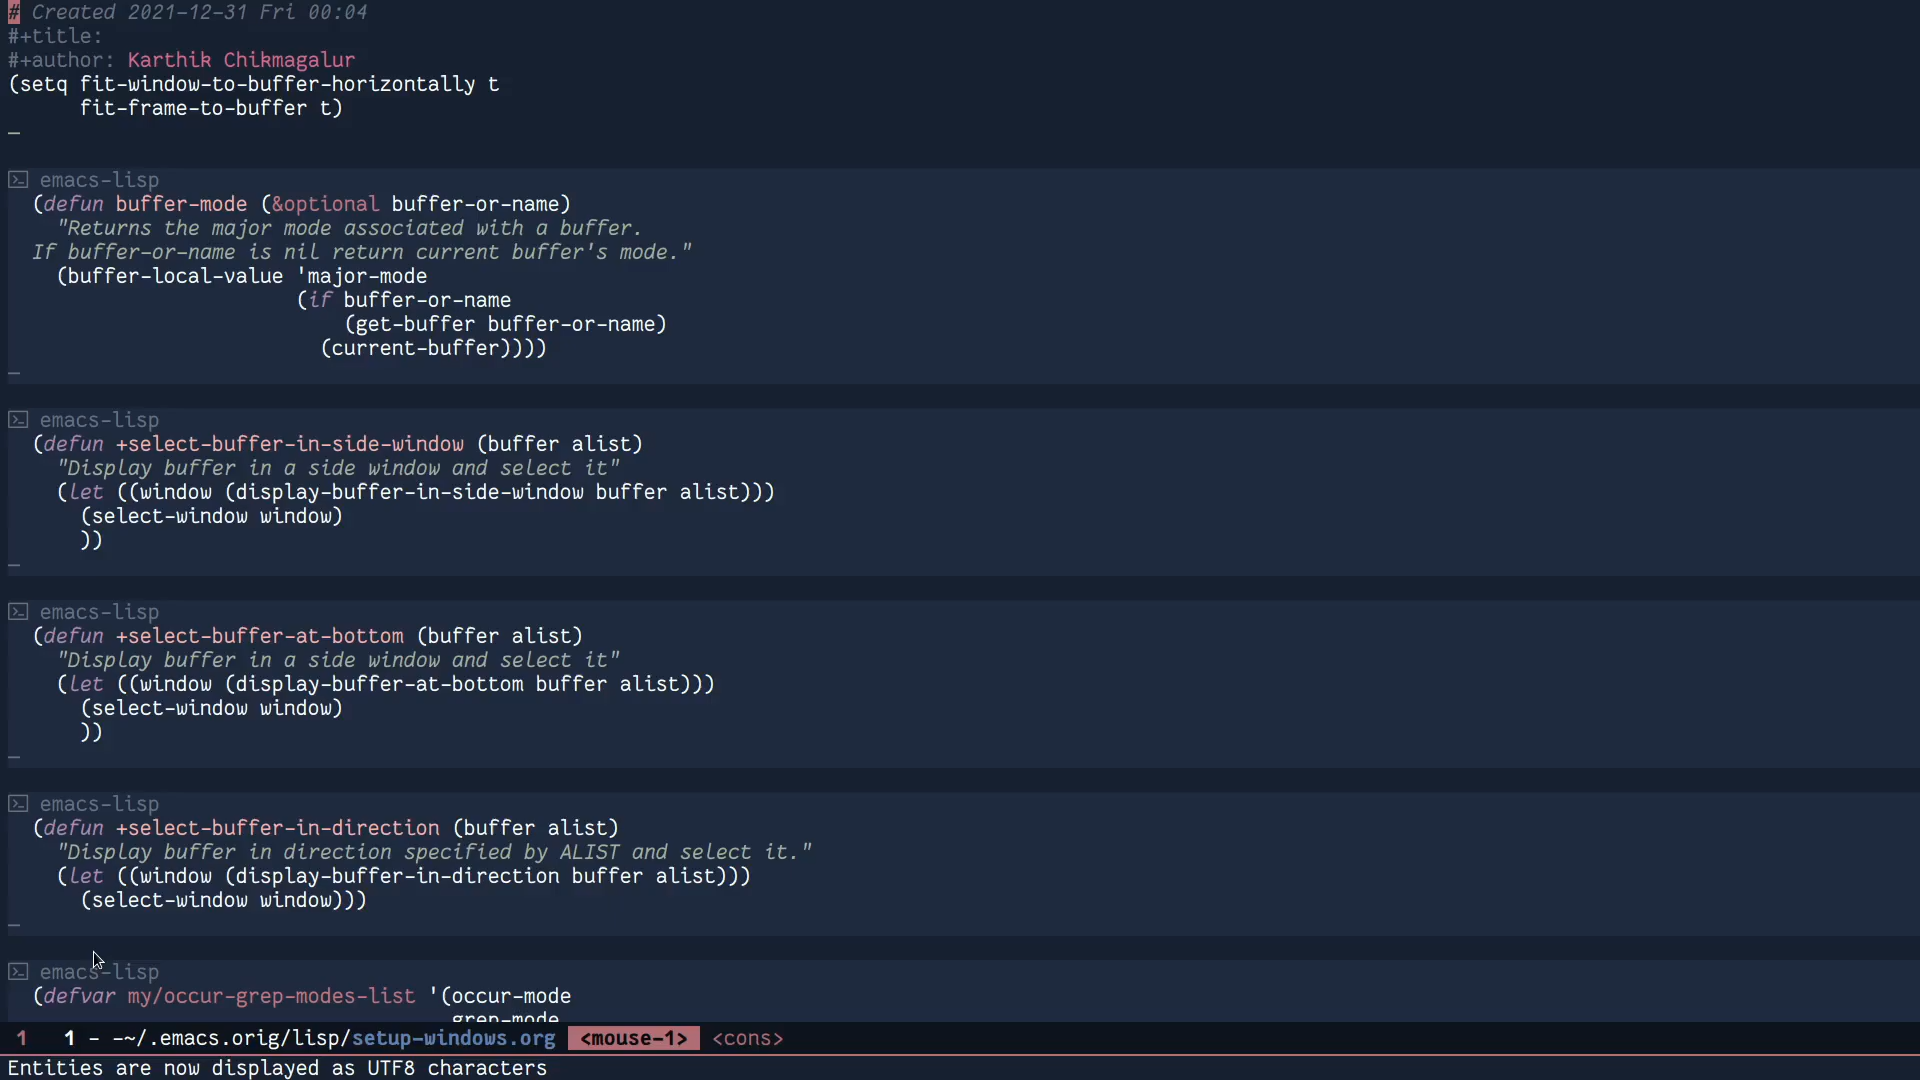 # Created 2021-12-31 Fri 00:04
#+title:
#+author: Karthik Chikmagalur
(setq fit-window-to-buffer-horizontally t
      fit-frame-to-buffer t)
emacs-lisp
(defun buffer-mode (&optional buffer-or-name)
  "Returns the major mode associated with a buffer.
If buffer-or-name is nil return current buffer's mode."
  (buffer-local-value 'major-mode
                      (if buffer-or-name
                          (get-buffer buffer-or-name)
                        (current-buffer))))
emacs-lisp
(defun +select-buffer-in-side-window (buffer alist)
  "Display buffer in a side window and select it"
  (let ((window (display-buffer-in-side-window buffer alist)))
    (select-window window)
    ))
emacs-lisp
(defun +select-buffer-at-bottom (buffer alist)
  "Display buffer in a side window and select it"
  (let ((window (display-buffer-at-bottom buffer alist)))
    (select-window window)
    ))
emacs-lisp
(defun +select-buffer-in-direction (buffer alist)
  "Display buffer in direction specified by ALIST and select it."
  (let ((window (display-buffer-in-direction buffer alist)))
    (select-window window)))
emacs-lisp
(defvar my/occur-grep-modes-list '(occur-mode
                                   grep-mode
1   1 - -~/.emacs.orig/lisp/setup-windows.org <mouse-1> <cons>
Entities are now displayed as UTF8 characters